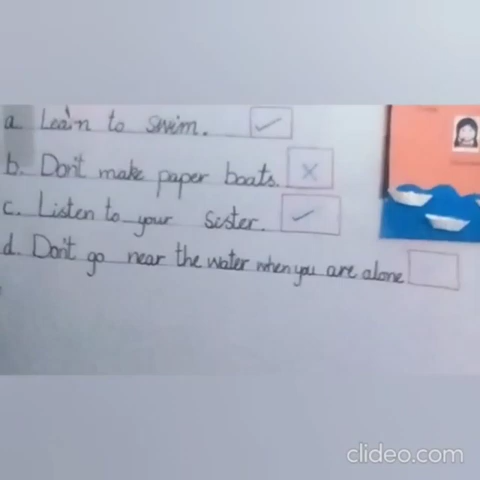 a. Learn to swim. ✓
b. Don't make paper boats. ✗
c. Listen to your sister. ✓
d. Don't go near the water when you are alone
clideo.com